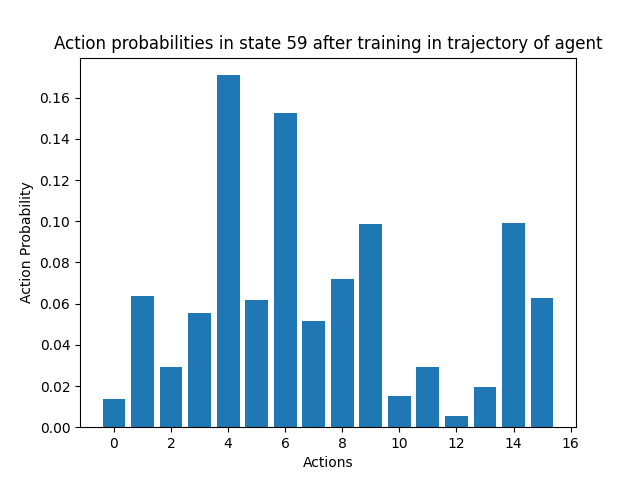 Action probabilities in state 59 after training in trajectory of agent
0.16
0.14
0.12
0.10
0.08
0.06
0.04
0.02
0.00
Action Probability
0 2 4 6 8 10 12 14 16
Actions